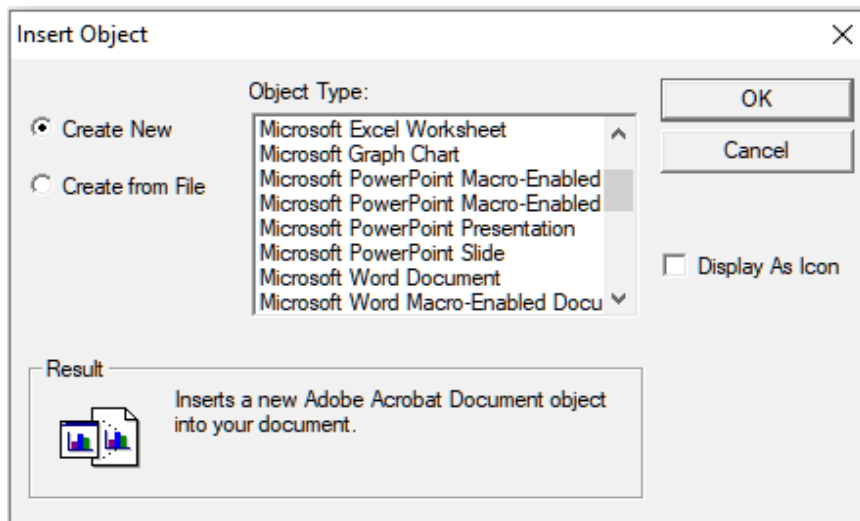 Insert Object
Object Type:
Create New
Create from File
Microsoft Excel Worksheet
Microsoft Graph Chart
Microsoft PowerPoint Macro-Enabled
Microsoft PowerPoint Macro-Enabled
Microsoft PowerPoint Presentation
Microsoft PowerPoint Slide
Microsoft Word Document
Microsoft Word Macro-Enabled Docu
OK
Cancel
Display As Icon
Result
Inserts a new Adobe Acrobat Document object
into your document.